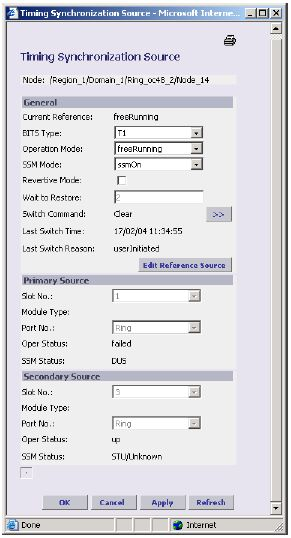 Timing Synchronization Source - Microsoft Interne...
Timing Synchronization Source
Node: /Region_1/Domain_1/Ring_oc48_2/Node_14
General
Current Reference: freeRunning
BITS Type: T1
Operation Mode: freeRunning
SSM Mode: ssmOn
Revertive Mode:
Wait to Restore: 2
Switch Command: Clear >>
Last Switch Time: 17/02/04 11:34:55
Last Switch Reason: userInitiated
Edit Reference Source
Primary Source
Slot No.: 1
Module Type:
Port No.: Ring
Oper Status: failed
SSM Status: DUS
Secondary Source
Slot No.: 3
Module Type:
Port No.: Ring
Oper Status: up
SSM Status: STU/Unknown
OK Cancel Apply Refresh
Done Internet